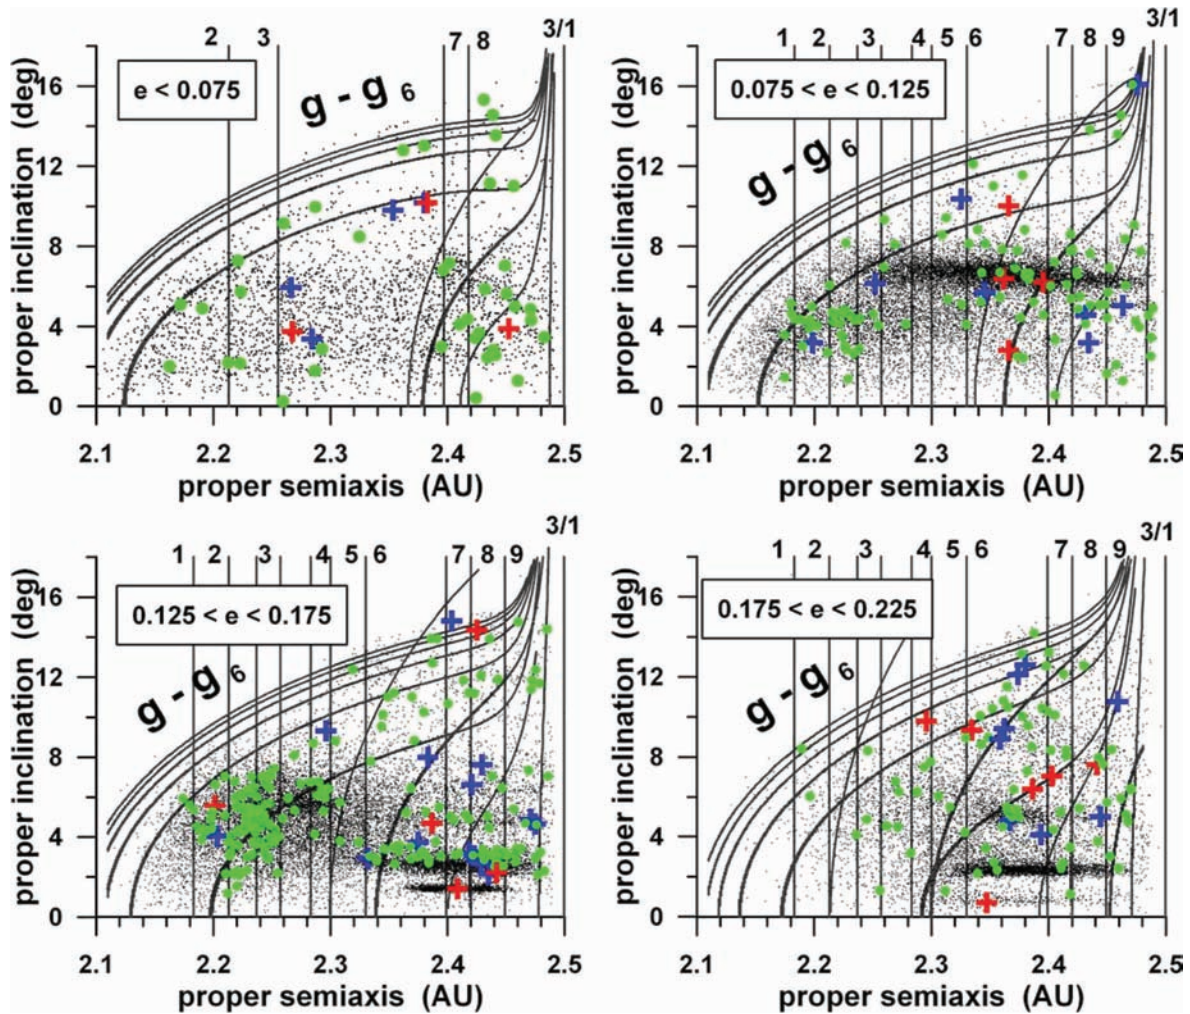 2 3 7 8 3/1
e < 0.075
g - g 6
proper inclination (deg)
16
12
8
4
0
2.1 2.2 2.3 2.4 2.5
proper semiaxis (AU)
1 2 3 4 5 6 7 8 9 3/1
0.075 < e < 0.125
g - g 6
proper inclination (deg)
16
12
8
4
0
2.1 2.2 2.3 2.4 2.5
proper semiaxis (AU)
1 2 3 4 5 6 7 8 9 3/1
0.125 < e < 0.175
g - g 6
proper inclination (deg)
16
12
8
4
0
2.1 2.2 2.3 2.4 2.5
proper semiaxis (AU)
1 2 3 4 5 6 7 8 9 3/1
0.175 < e < 0.225
g - g 6
proper inclination (deg)
16
12
8
4
0
2.1 2.2 2.3 2.4 2.5
proper semiaxis (AU)